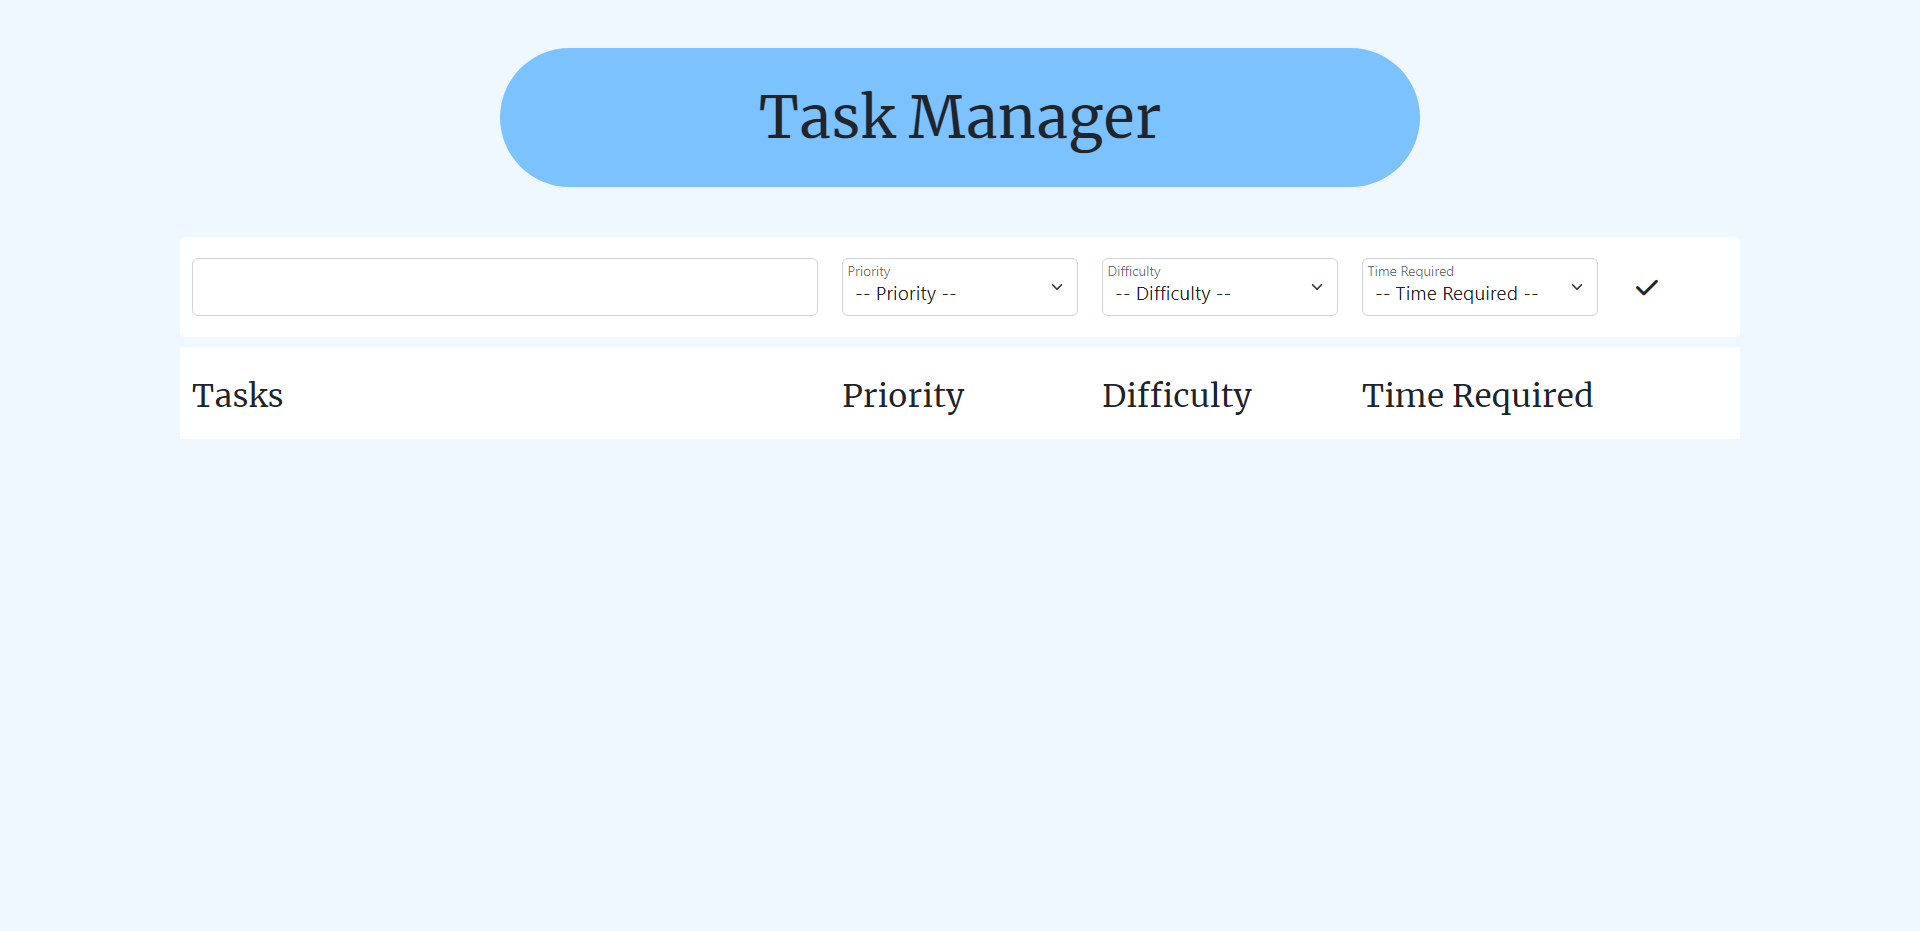 Task Manager
Priority Difficulty Time Required
-- Priority -- -- Difficulty -- -- Time Required --
Tasks Priority Difficulty Time Required